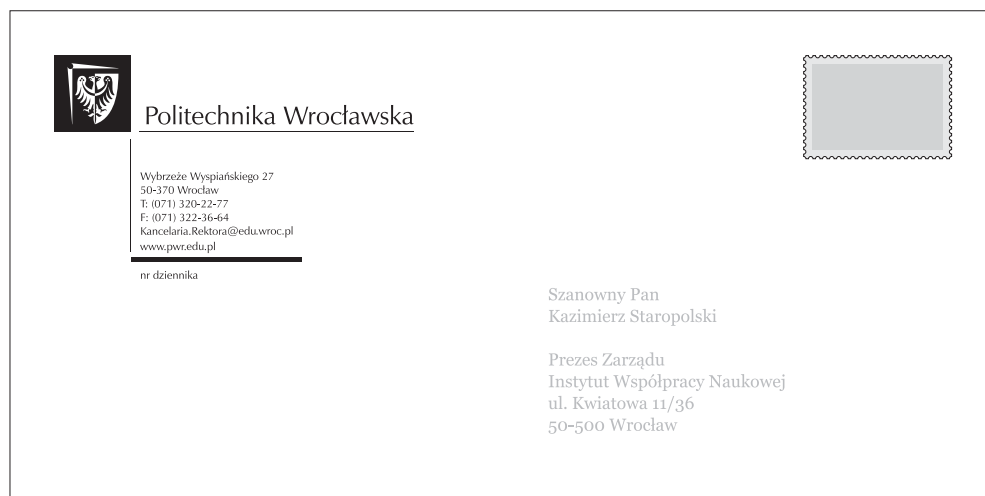 Politechnika Wrocławska
Wybrzeże Wyspiańskiego 27
50-370 Wrocław
T: (071) 320-22-77
F: (071) 322-36-64
Kancelaria.Rektora@edu.wroc.pl
www.pwr.edu.pl
nr dziennika
Szanowny Pan
Kazimierz Staropolski
Prezes Zarządu
Instytut Współpracy Naukowej
ul. Kwiatowa 11/36
50-500 Wrocław